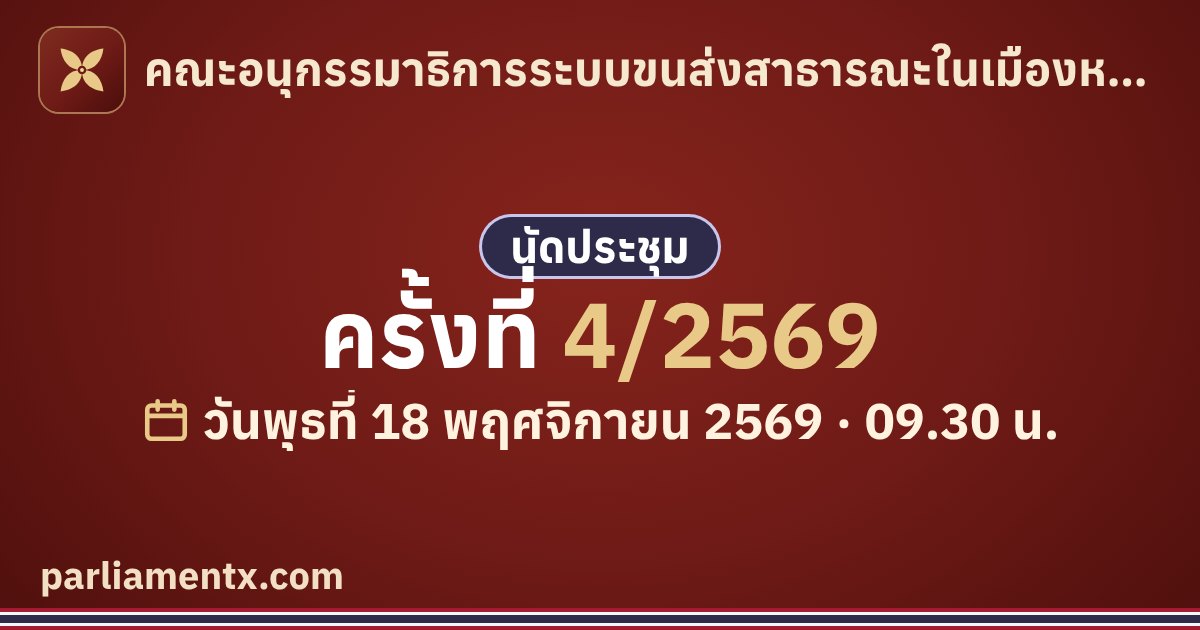 คณะอนุกรรมาธิการระบบขนส่งสาธารณะในเมืองห...
นัดประชุม
ครั้งที่ 4/2569
วันพุธที่ 18 พฤศจิกายน 2569 · 09.30 น.
parliamentx.com